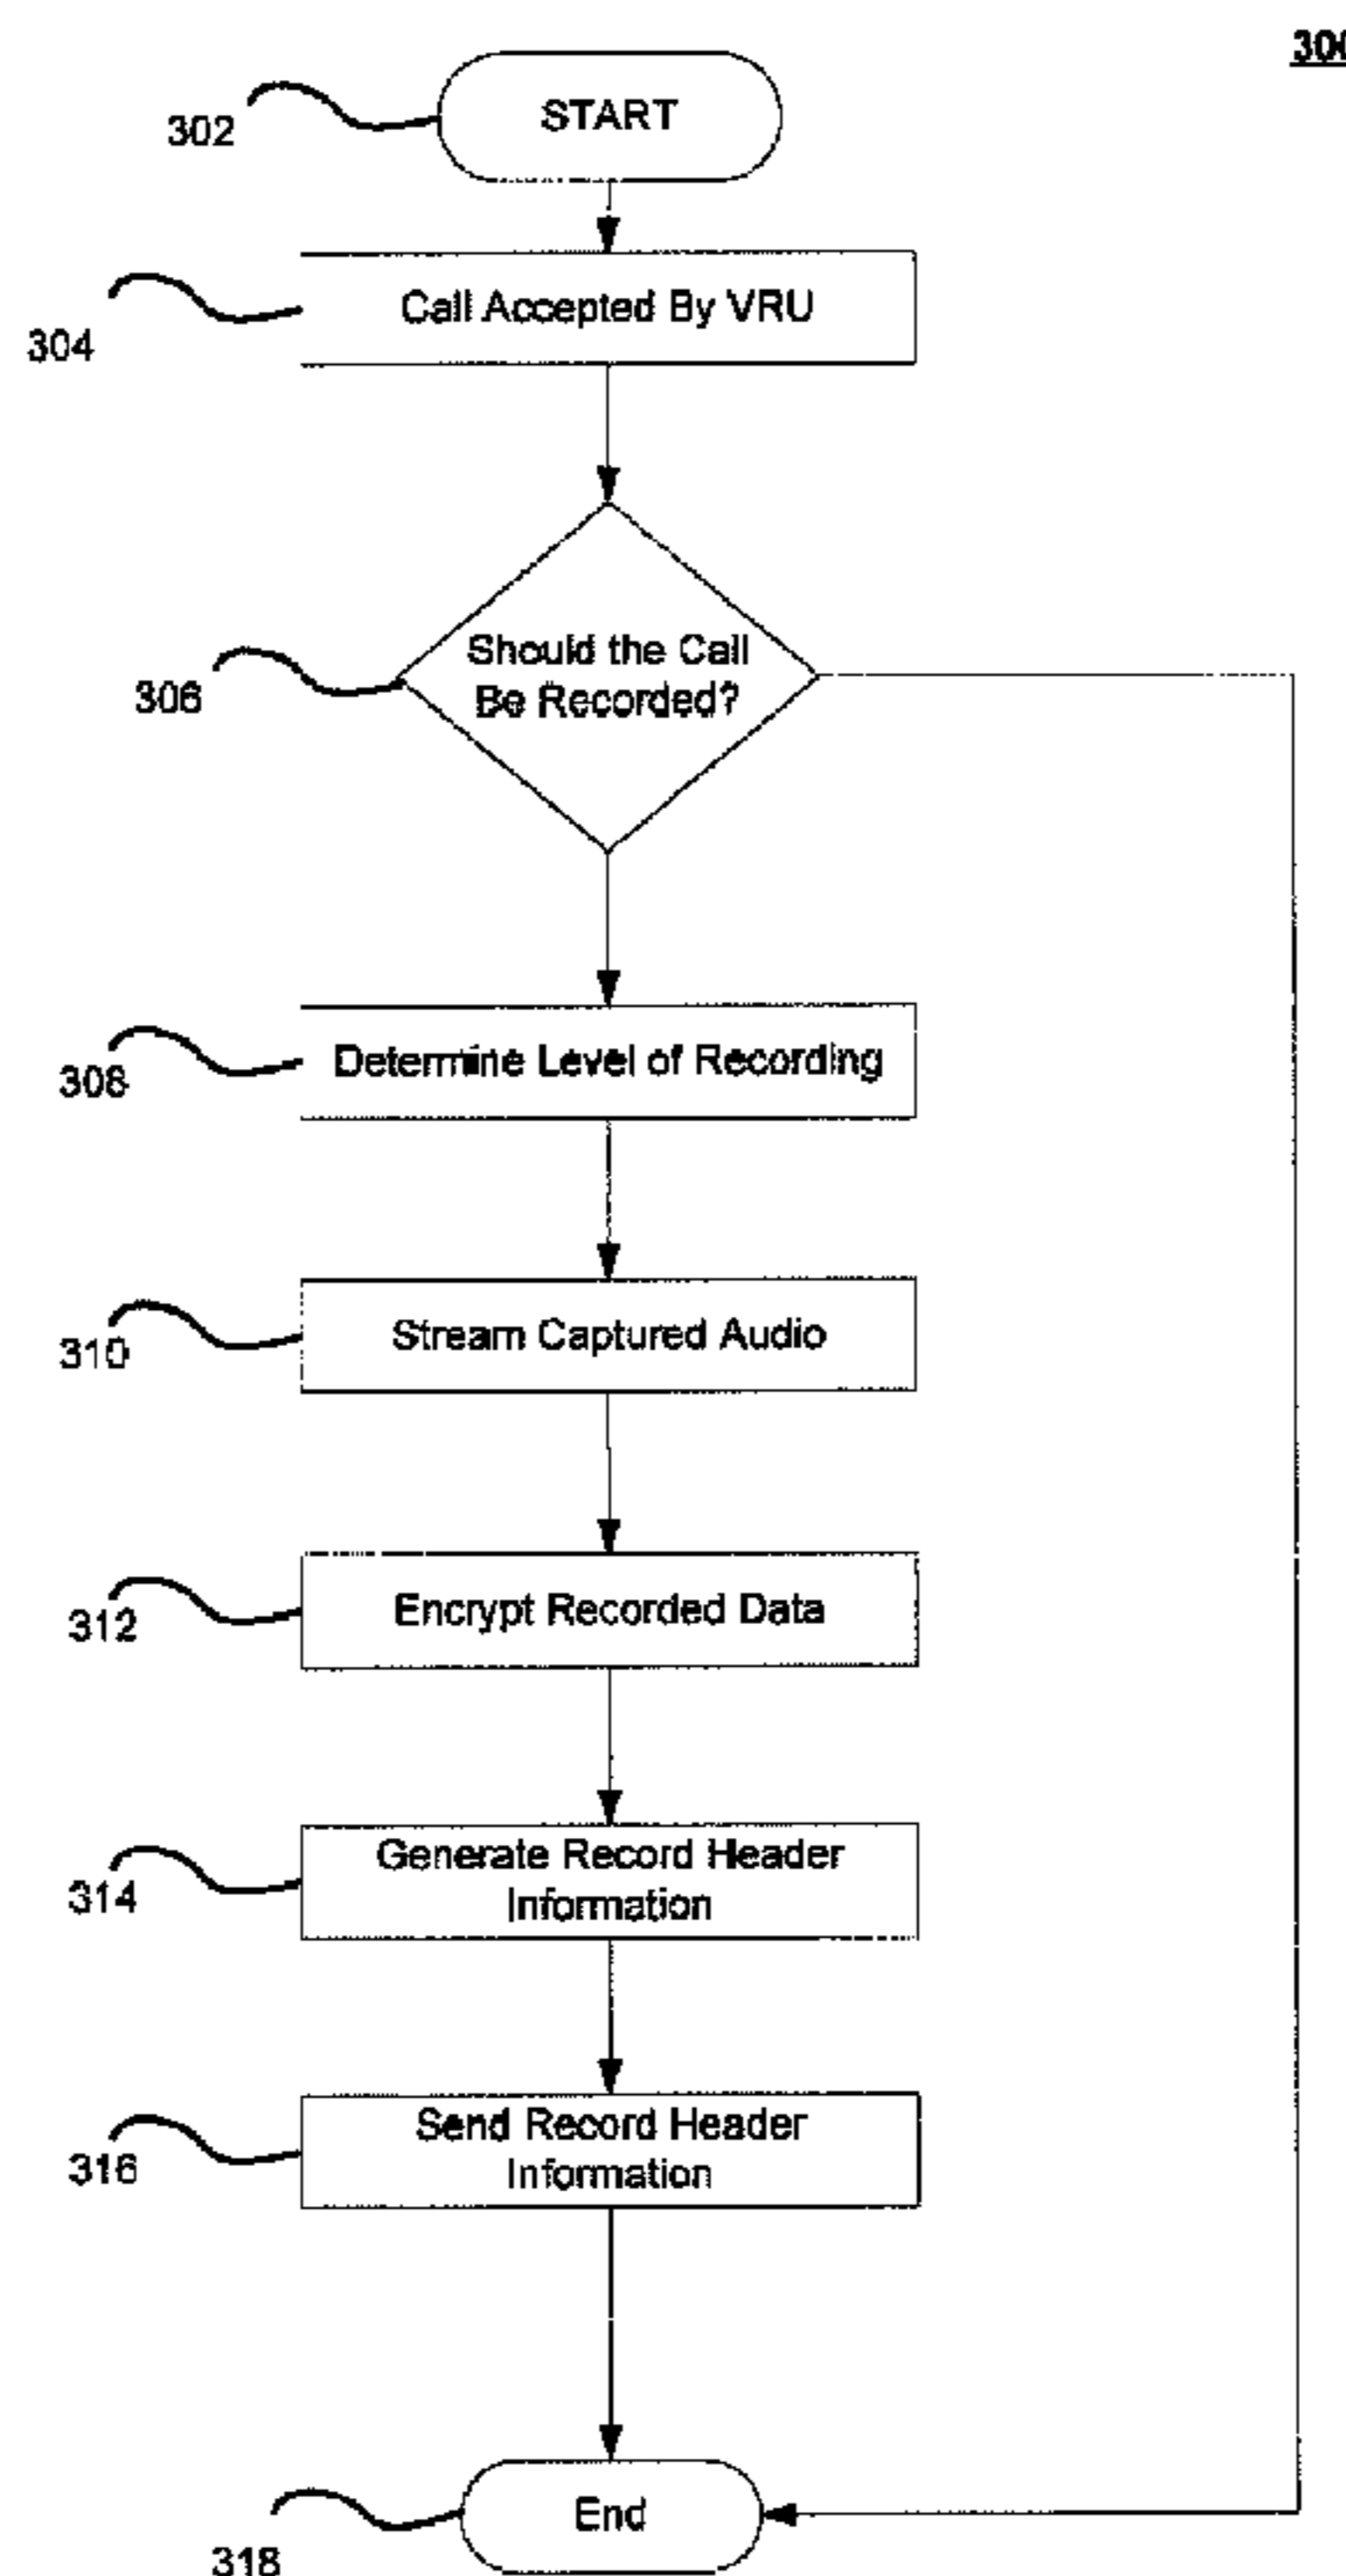 300
302
START
304
Call Accepted By VRU
306
Should the Call
Be Recorded?
308
Determine Level of Recording
310
Stream Captured Audio
312
Encrypt Recorded Data
314
Generate Record Header
Information
316
Send Record Header
Information
318
End